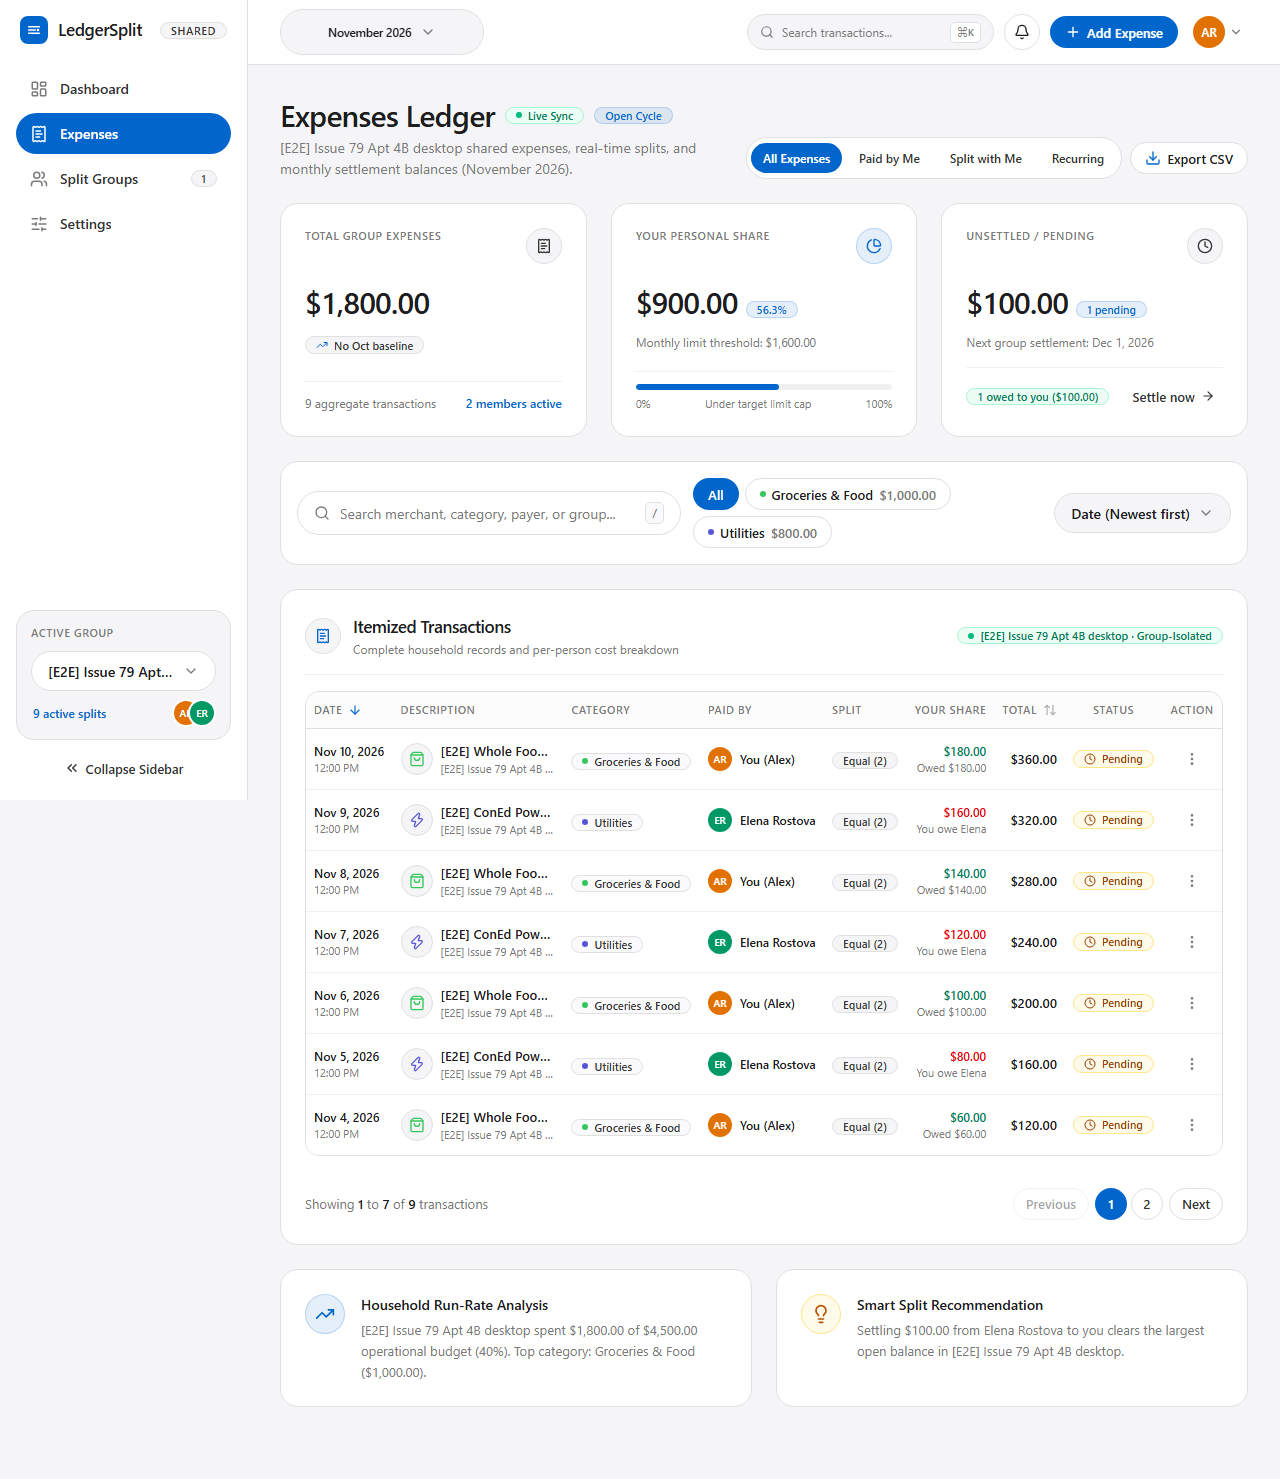 LedgerSplit
SHARED
Dashboard
Expenses
Split Groups
1
Settings
ACTIVE GROUP
[E2E] Issue 79 Apt...
9 active splits
ER
Collapse Sidebar
November 2026
Search transactions...
⌘K
Add Expense
AR
Expenses Ledger
Live Sync
Open Cycle
[E2E] Issue 79 Apt 4B desktop shared expenses, real-time splits, and
monthly settlement balances (November 2026).
All Expenses
Paid by Me
Split with Me
Recurring
Export CSV
TOTAL GROUP EXPENSES
$1,800.00
No Oct baseline
9 aggregate transactions
2 members active
YOUR PERSONAL SHARE
$900.00
56.3%
Monthly limit threshold: $1,600.00
0%
Under target limit cap
100%
UNSETTLED / PENDING
$100.00
1 pending
Next group settlement: Dec 1, 2026
1 owed to you ($100.00)
Settle now
Search merchant, category, payer, or group...
/
All
Groceries & Food $1,000.00
Utilities $800.00
Date (Newest first)
Itemized Transactions
Complete household records and per-person cost breakdown
[E2E] Issue 79 Apt 4B desktop · Group-Isolated
DATE DESCRIPTION CATEGORY PAID BY SPLIT YOUR SHARE TOTAL STATUS ACTION
Nov 10, 2026 [E2E] Whole Foo... Groceries & Food AR You (Alex) Equal (2) $180.00 $360.00 Pending
12:00 PM [E2E] Issue 79 Apt 4B ... Owed $180.00
Nov 9, 2026 [E2E] ConEd Pow... Utilities ER Elena Rostova Equal (2) $160.00 $320.00 Pending
12:00 PM [E2E] Issue 79 Apt 4B ... You owe Elena
Nov 8, 2026 [E2E] Whole Foo... Groceries & Food AR You (Alex) Equal (2) $140.00 $280.00 Pending
12:00 PM [E2E] Issue 79 Apt 4B ... Owed $140.00
Nov 7, 2026 [E2E] ConEd Pow... Utilities ER Elena Rostova Equal (2) $120.00 $240.00 Pending
12:00 PM [E2E] Issue 79 Apt 4B ... You owe Elena
Nov 6, 2026 [E2E] Whole Foo... Groceries & Food AR You (Alex) Equal (2) $100.00 $200.00 Pending
12:00 PM [E2E] Issue 79 Apt 4B ... Owed $100.00
Nov 5, 2026 [E2E] ConEd Pow... Utilities ER Elena Rostova Equal (2) $80.00 $160.00 Pending
12:00 PM [E2E] Issue 79 Apt 4B ... You owe Elena
Nov 4, 2026 [E2E] Whole Foo... Groceries & Food AR You (Alex) Equal (2) $60.00 $120.00 Pending
12:00 PM [E2E] Issue 79 Apt 4B ... Owed $60.00
Showing 1 to 7 of 9 transactions
Previous 1 2 Next
Household Run-Rate Analysis
[E2E] Issue 79 Apt 4B desktop spent $1,800.00 of $4,500.00
operational budget (40%). Top category: Groceries & Food
($1,000.00).
Smart Split Recommendation
Settling $100.00 from Elena Rostova to you clears the largest
open balance in [E2E] Issue 79 Apt 4B desktop.